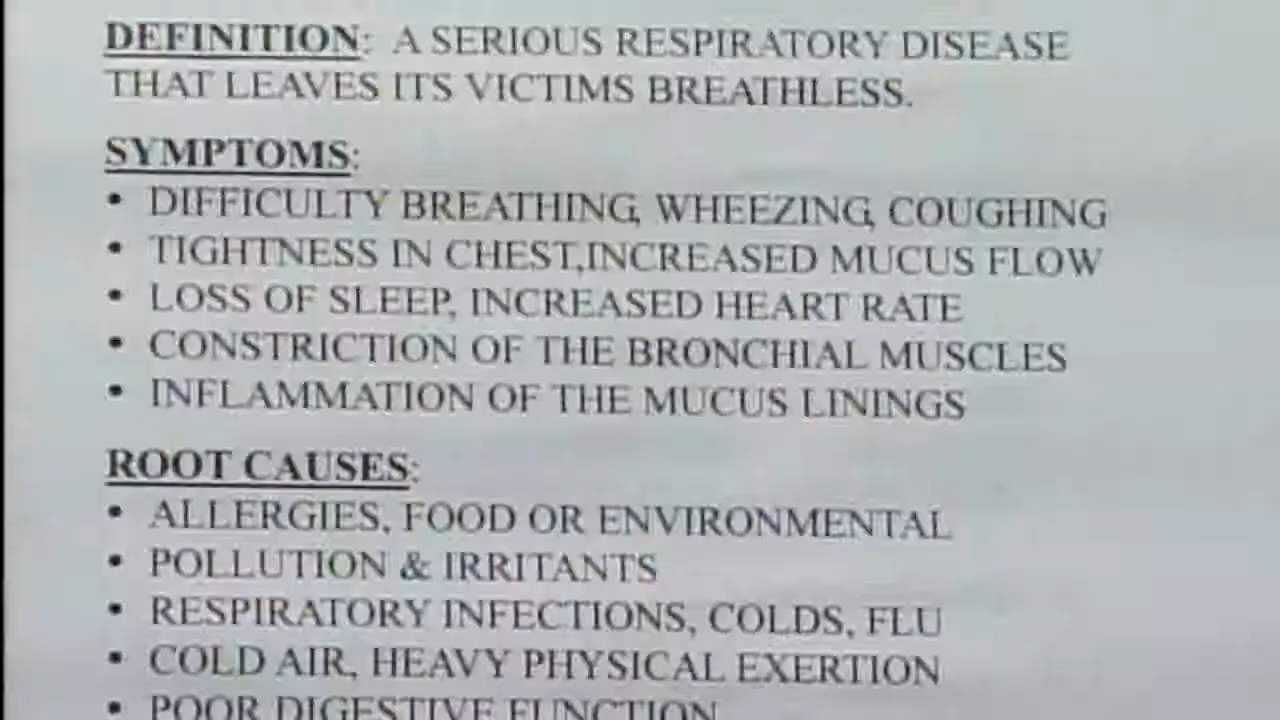 DEFINITION: A SERIOUS RESPIRATORY DISEASE
THAT LEAVES ITS VICTIMS BREATHLESS.
SYMPTOMS:
• DIFFICULTY BREATHING, WHEEZING, COUGHING
• TIGHTNESS IN CHEST,INCREASED MUCUS FLOW
• LOSS OF SLEEP, INCREASED HEART RATE
• CONSTRICTION OF THE BRONCHIAL MUSCLES
• INFLAMMATION OF THE MUCUS LININGS
ROOT CAUSES:
• ALLERGIES, FOOD OR ENVIRONMENTAL
• POLLUTION & IRRITANTS
• RESPIRATORY INFECTIONS, COLDS, FLU
• COLD AIR, HEAVY PHYSICAL EXERTION
• POOR DIGESTIVE FUNCTION